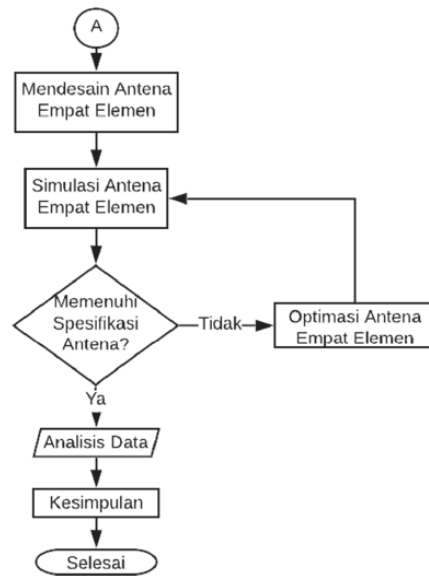 A
Mendesain Antena
Empat Elemen
Simulasi Antena
Empat Elemen
Memenuhi
Spesifikasi
Antena?
Tidak
Optimasi Antena
Empat Elemen
Ya
Analisis Data
Kesimpulan
Selesai